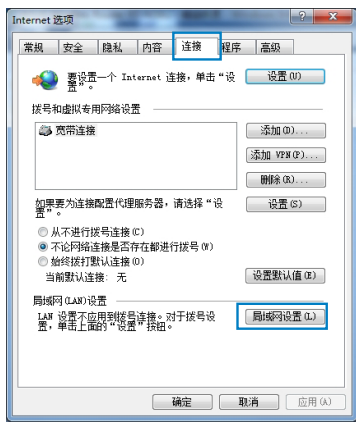 Internet 选项
常规 安全 隐私 内容 连接 程序 高级
要设置一个 Internet 连接，单击“设
置”。
设置(U)
拨号和虚拟专用网络设置
宽带连接
添加(D)...
添加 VPN(P)...
删除(R)...
如果要为连接配置代理服务器，请选择“设
置”。
设置(S)
从不进行拨号连接(C)
不论网络连接是否存在都进行拨号(W)
始终拨打默认连接(O)
当前默认连接: 无
设置默认值(E)
局域网(LAN)设置
LAN 设置不应用到拨号连接。对于拨号设
置，单击上面的“设置”按钮。
局域网设置(L)
确定 取消 应用(A)